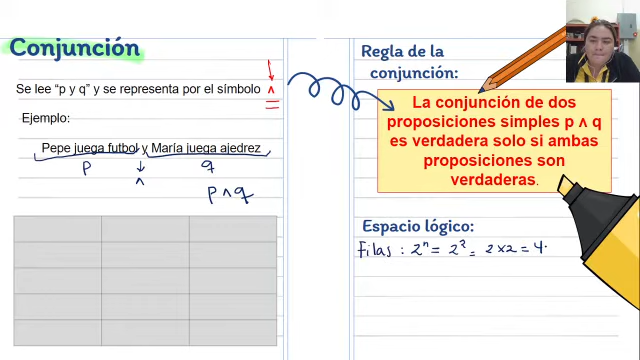 Conjunción
Se lee “p y q” y se representa por el símbolo ∧
Ejemplo:
Pepe juega futbol y María juega ajedrez
p q
∧
p ∧ q
Regla de la
conjunción:
La conjunción de dos
proposiciones simples p ∧ q
es verdadera solo si ambas
proposiciones son
verdaderas.
Espacio lógico:
Filas : 2ⁿ = 2² = 2 × 2 = 4